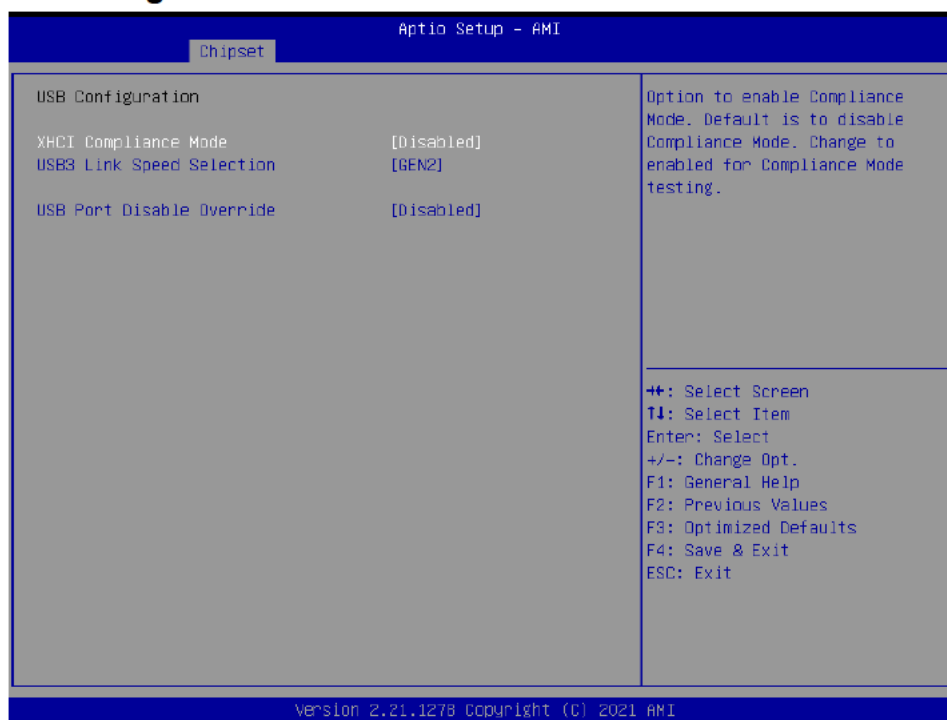 Aptio Setup - AMI
Chipset
USB Configuration
XHCI Compliance Mode [Disabled]
USB3 Link Speed Selection [GEN2]
USB Port Disable Override [Disabled]
Option to enable Compliance
Mode. Default is to disable
Compliance Mode. Change to
enabled for Compliance Mode
testing.
→←: Select Screen
↑↓: Select Item
Enter: Select
+/-: Change Opt.
F1: General Help
F2: Previous Values
F3: Optimized Defaults
F4: Save & Exit
ESC: Exit
Version 2.21.1278 Copyright (C) 2021 AMI